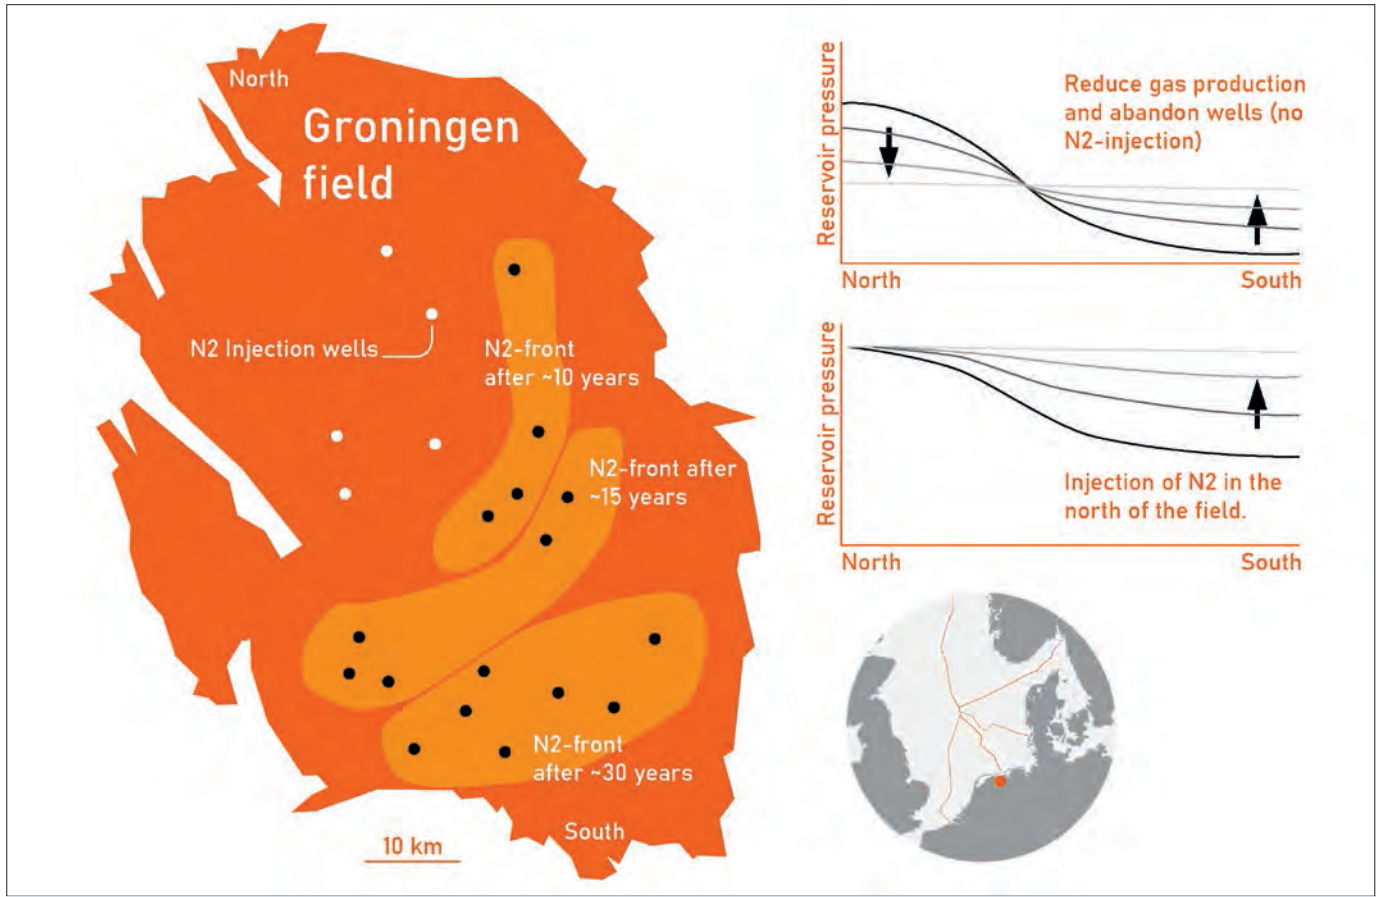 North
Groningen
field
N2 Injection wells
N2-front
after ~10 years
N2-front after
~15 years
N2-front
after ~30 years
South
10 km
Reservoir pressure
Reduce gas production
and abandon wells (no
N2-injection)
North
South
Reservoir pressure
Injection of N2 in the
north of the field.
North
South